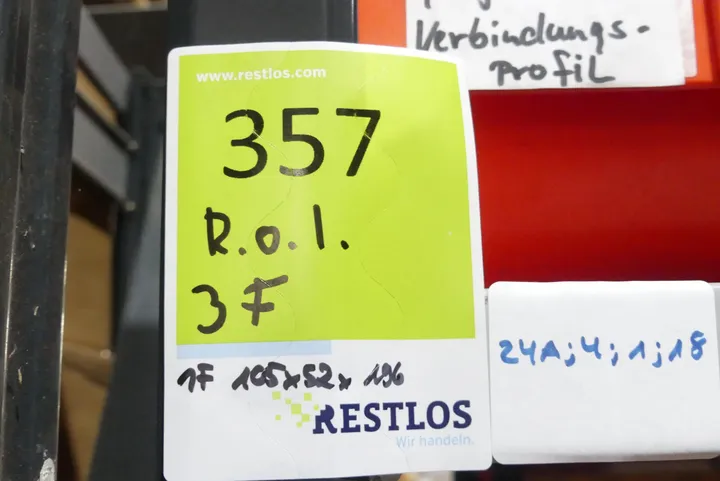 Verbindungs-
Profil
www.restlos.com
357
R.o.l.
3F
1F 105x52x196
RESTLOS
Wir handeln.
24A;4;1;18